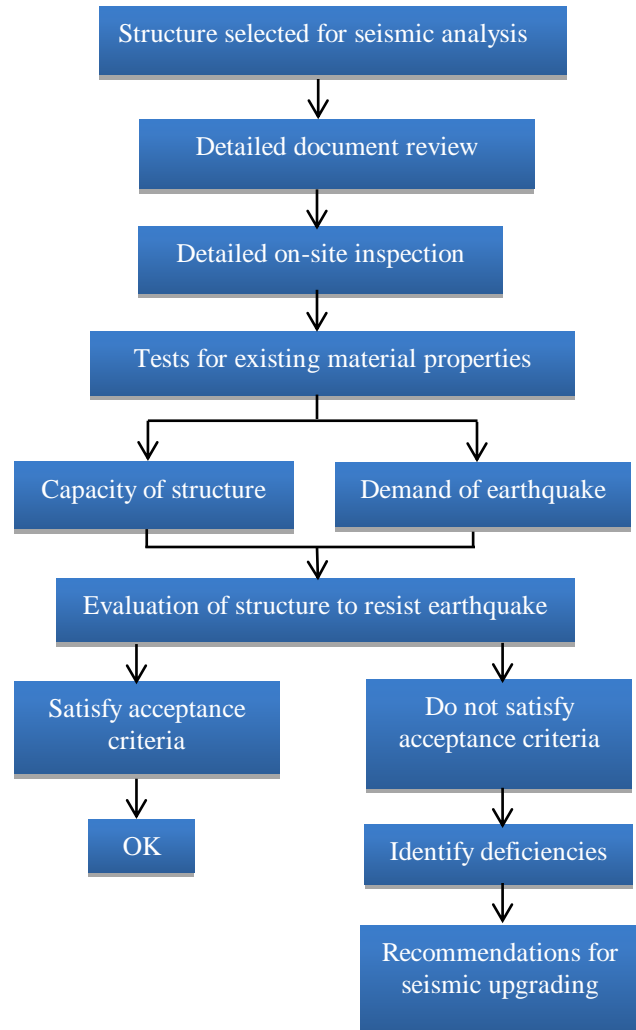 Structure selected for seismic analysis
Detailed document review
Detailed on-site inspection
Tests for existing material properties
Capacity of structure
Demand of earthquake
Evaluation of structure to resist earthquake
Satisfy acceptance
criteria
Do not satisfy
acceptance criteria
OK
Identify deficiencies
Recommendations for
seismic upgrading